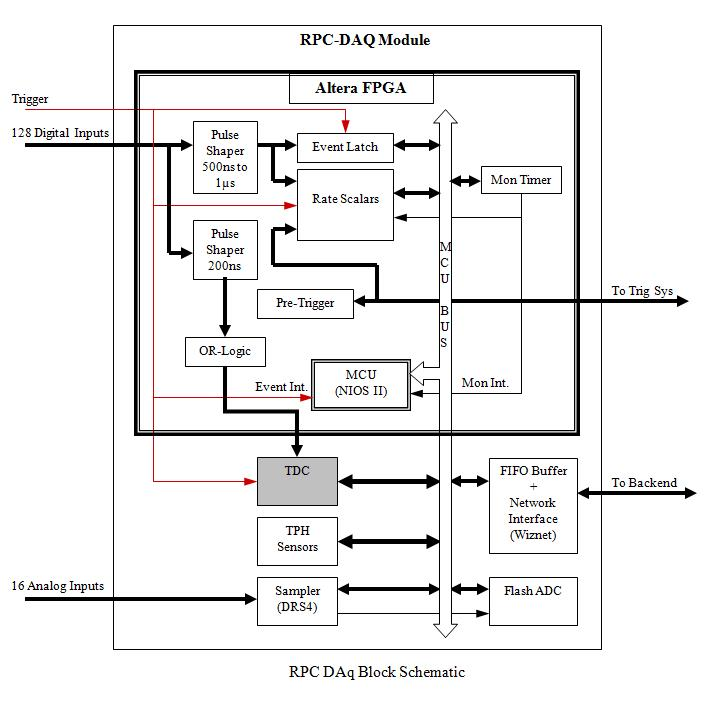 RPC-DAQ Module
Altera FPGA
Trigger
128 Digital Inputs
Pulse
Shaper
500ns to
1µs
Event Latch
Rate Scalars
Mon Timer
Pulse
Shaper
200ns
MCU BUS
To Trig Sys
Pre-Trigger
OR-Logic
MCU
(NIOS II)
Event Int.
Mon Int.
TDC
FIFO Buffer
+
Network
Interface
(Wiznet)
To Backend
TPH
Sensors
16 Analog Inputs
Sampler
(DRS4)
Flash ADC
RPC DAq Block Schematic